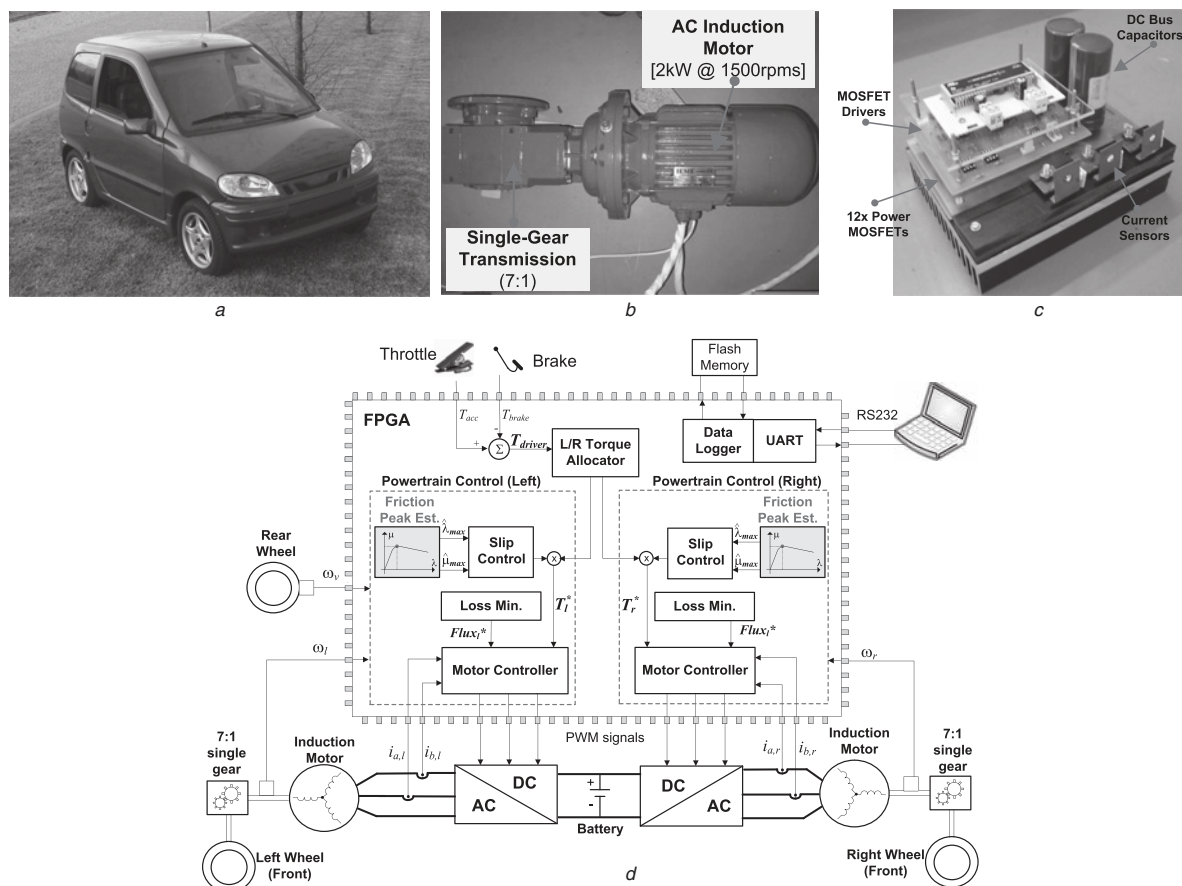 AC Induction
Motor
[2kW @ 1500rpms]
Single-Gear
Transmission
(7:1)
DC Bus
Capacitors
MOSFET
Drivers
12x Power
MOSFETs
Current
Sensors
a
b
c
Throttle
Brake
Flash
Memory
FPGA
T_acc
T_brake
RS232
-
+
Σ
T_driver
L/R Torque
Allocator
Data
Logger
UART
Powertrain Control (Left)
Powertrain Control (Right)
Friction
Peak Est.
μ
λ
λ̂_max
μ̂_max
Slip
Control
x
x
Slip
Control
λ̂_max
μ̂_max
Friction
Peak Est.
μ
λ
Rear
Wheel
ω_v
Loss Min.
T_l*
T_r*
Loss Min.
Flux_l*
Flux_l*
ω_l
Motor Controller
Motor Controller
ω_r
7:1
single
gear
Induction
Motor
i_a,l
i_b,l
PWM signals
i_a,r
i_b,r
Induction
Motor
7:1
single
gear
DC
AC
+
-
Battery
DC
AC
Left Wheel
(Front)
Right Wheel
(Front)
d